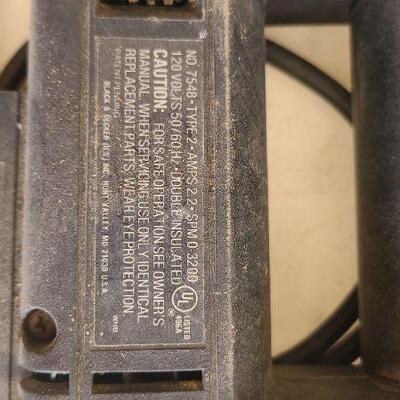 NO. 7548 · TYPE 2 · AMPS 2.2 · SPM 0-3200
120 VOLTS 50/60 Hz · DOUBLE INSULATED
CAUTION: FOR SAFE OPERATION SEE OWNER'S
MANUAL. WHEN SERVICING USE ONLY IDENTICAL
REPLACEMENT PARTS. WEAR EYE PROTECTION.
PATENT PENDING
BLACK & DECKER (U.S.) INC., HUNT VALLEY, MD 21030 U.S.A.
UL
LISTED